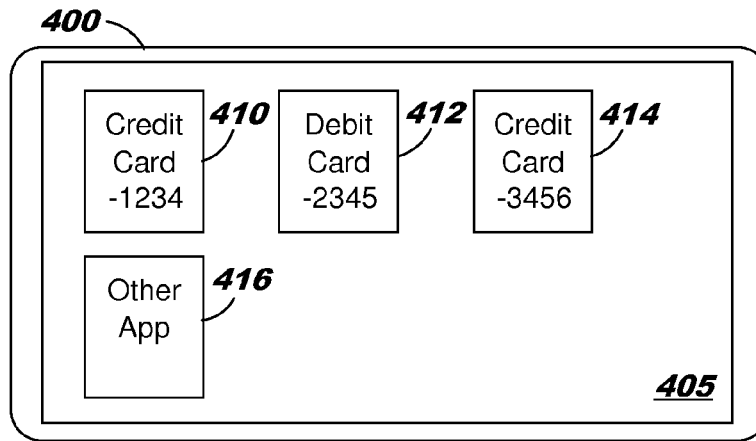 400
Credit
Card
-1234
410
Debit
Card
-2345
412
Credit
Card
-3456
414
Other
App
416
405